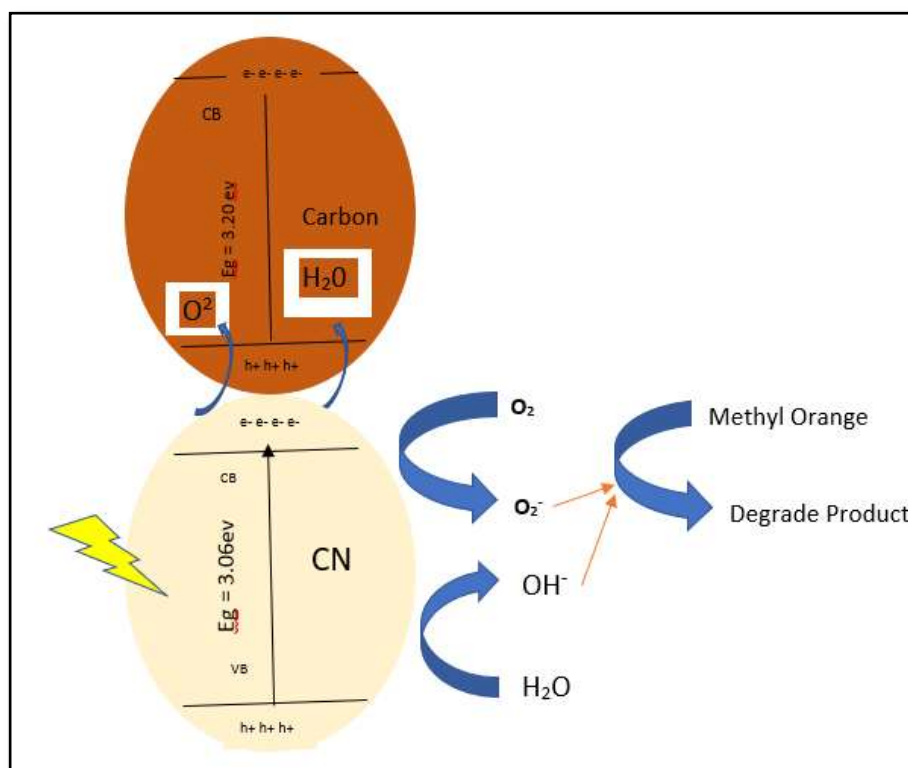 e- e- e- e-
CB
Eg = 3.20 ev
Carbon
H₂0
O²
h+ h+ h+
e- e- e- e-
CB
Eg = 3.06ev
CN
VB
h+ h+ h+
O₂
O₂⁻
OH⁻
H₂O
Methyl Orange
Degrade Product